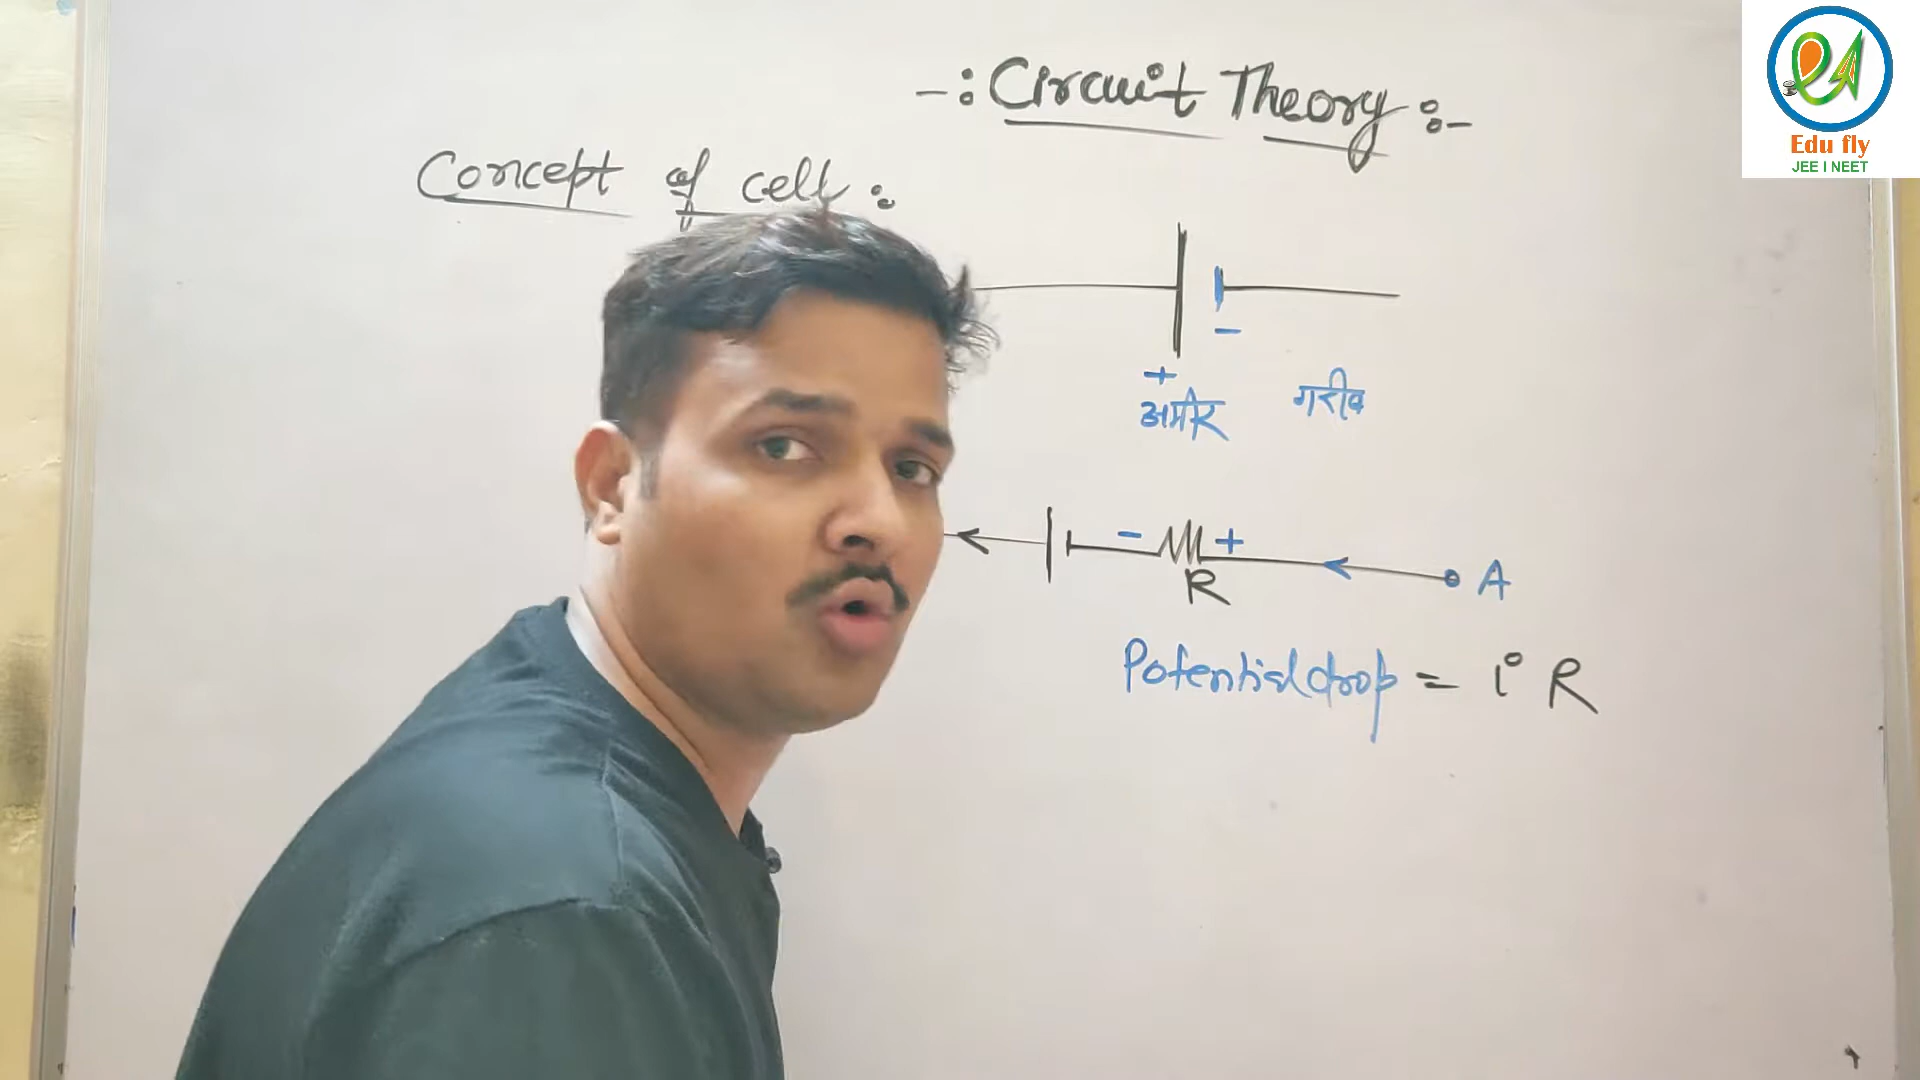 -: Circuit Theory :-
Edu fly
JEE I NEET
Concept of cell :
-
+
अमीर गरीब
- +
R
A
Potential drop = i R